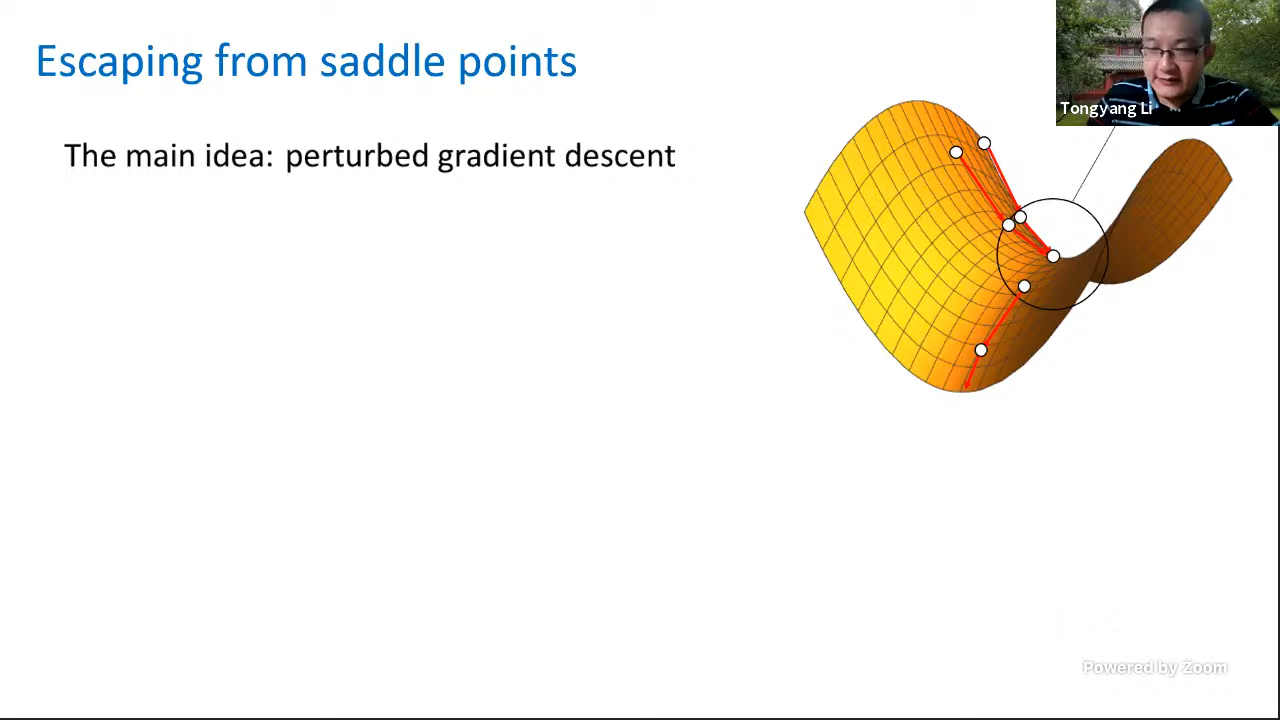 Escaping from saddle points
Tongyang Li
The main idea: perturbed gradient descent
Powered by Zoom